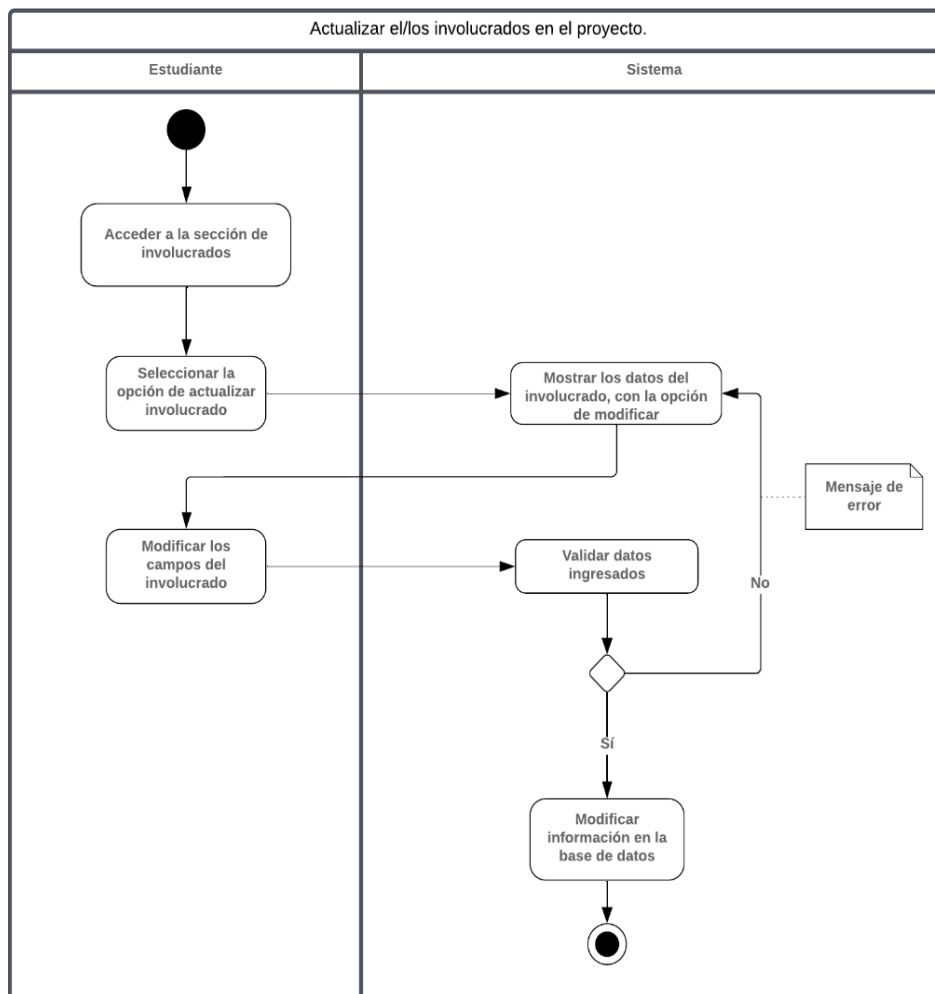 Actualizar el/los involucrados en el proyecto.
Estudiante
Sistema
Acceder a la sección de
involucrados
Seleccionar la
opción de actualizar
involucrado
Mostrar los datos del
involucrado, con la opción
de modificar
Mensaje de
error
Modificar los
campos del
involucrado
Validar datos
ingresados
No
Sí
Modificar
información en la
base de datos